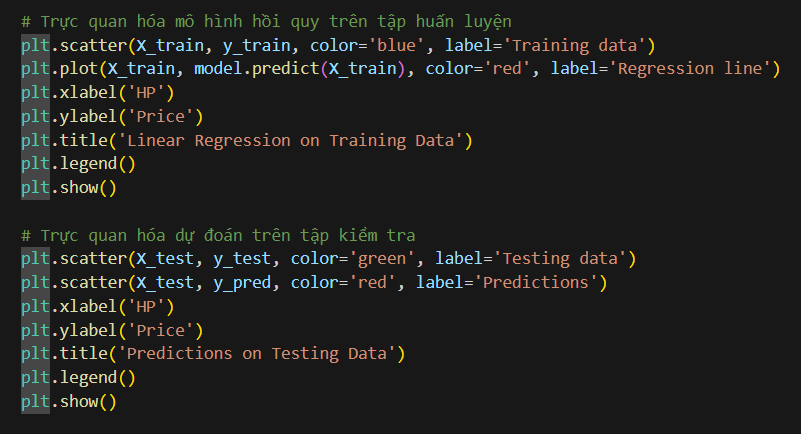 # Trực quan hóa mô hình hồi quy trên tập huấn luyện
plt.scatter(X_train, y_train, color='blue', label='Training data')
plt.plot(X_train, model.predict(X_train), color='red', label='Regression line')
plt.xlabel('HP')
plt.ylabel('Price')
plt.title('Linear Regression on Training Data')
plt.legend()
plt.show()

# Trực quan hóa dự đoán trên tập kiểm tra
plt.scatter(X_test, y_test, color='green', label='Testing data')
plt.scatter(X_test, y_pred, color='red', label='Predictions')
plt.xlabel('HP')
plt.ylabel('Price')
plt.title('Predictions on Testing Data')
plt.legend()
plt.show()